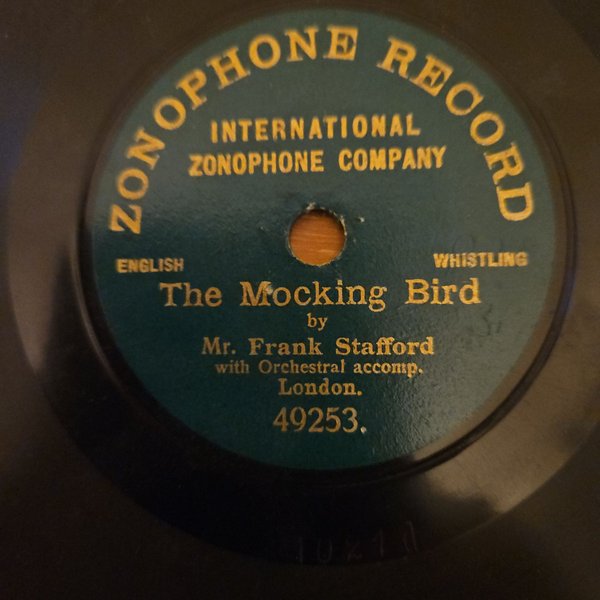 ZONOPHONE RECORD
INTERNATIONAL
ZONOPHONE COMPANY
ENGLISH WHISTLING
The Mocking Bird
by
Mr. Frank Stafford
with Orchestral accomp.
London.
49253.